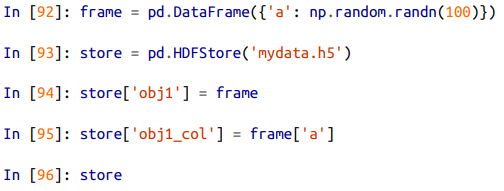 In [92]: frame = pd.DataFrame({'a': np.random.randn(100)})
In [93]: store = pd.HDFStore('mydata.h5')
In [94]: store['obj1'] = frame
In [95]: store['obj1_col'] = frame['a']
In [96]: store